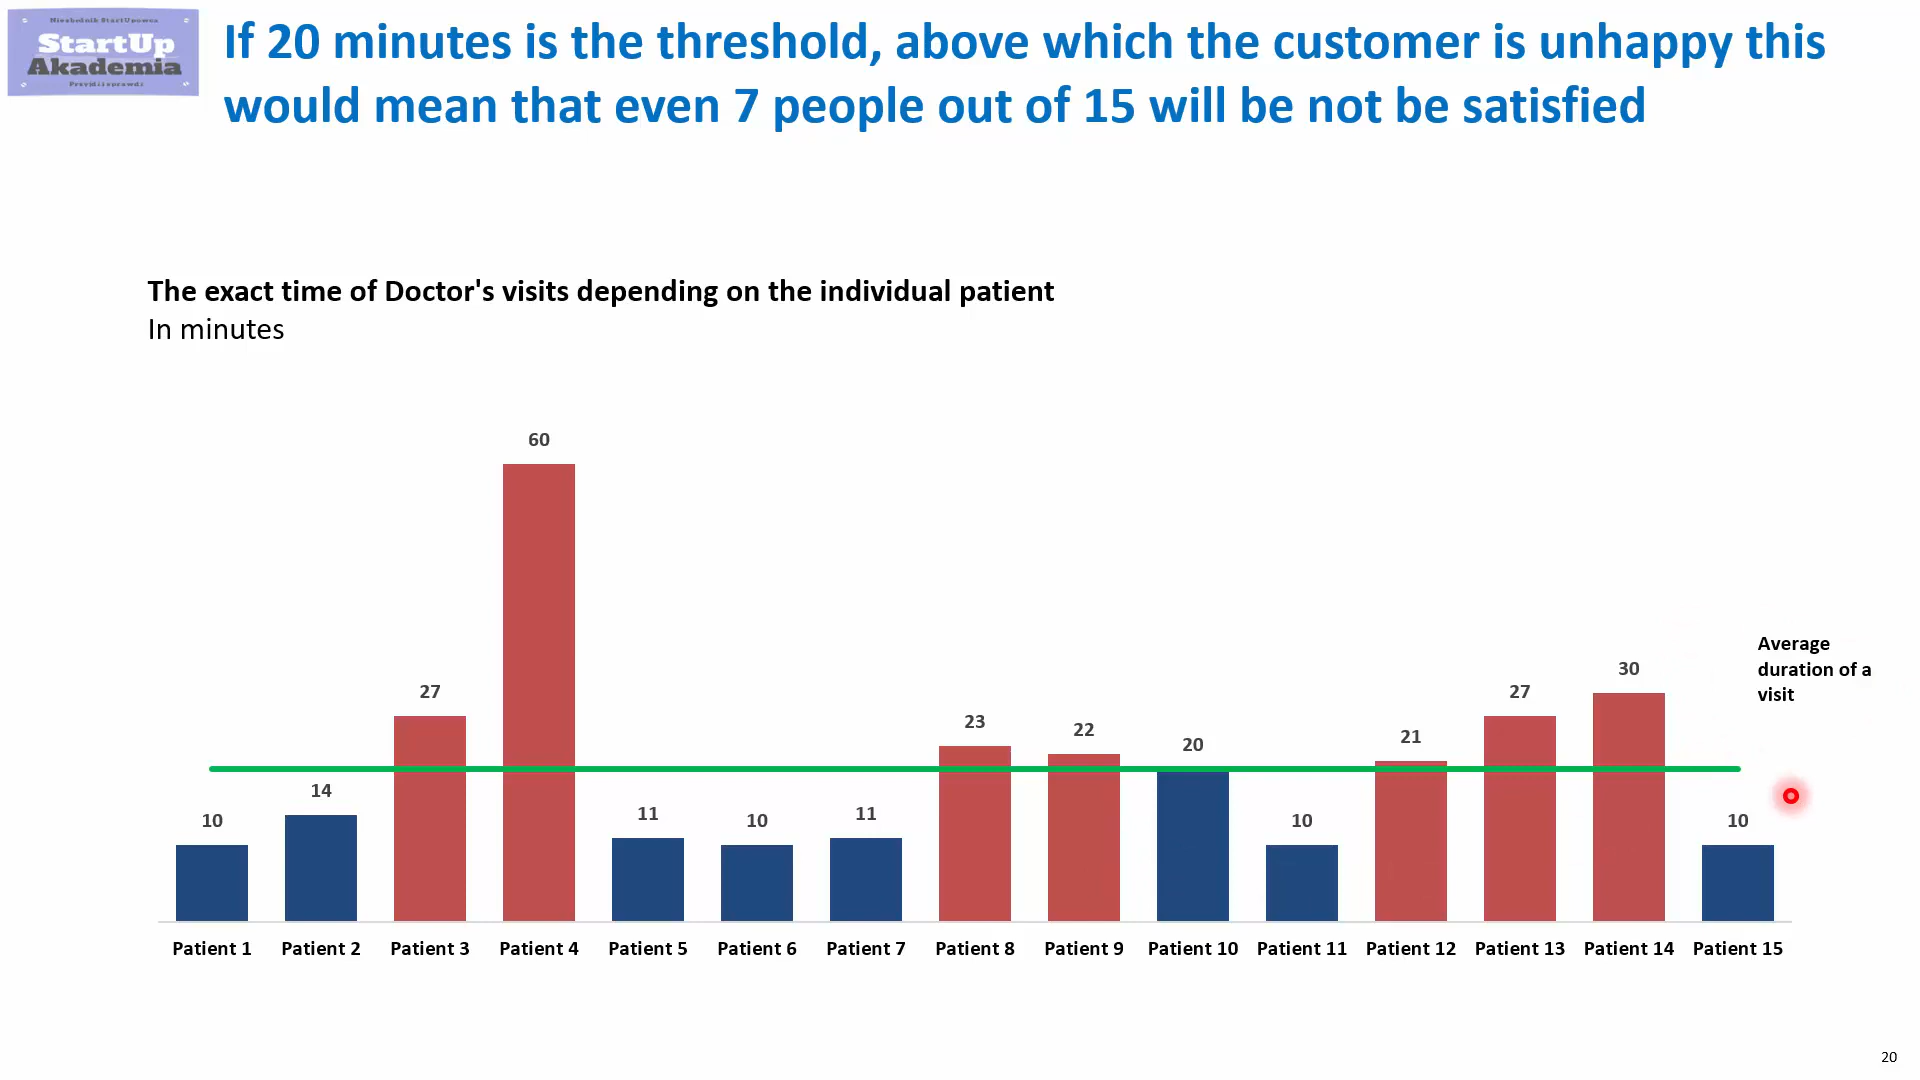 Niezbędnik StartUpowca
StartUp
Akademia
Przyjdź i sprawdź
If 20 minutes is the threshold, above which the customer is unhappy this
would mean that even 7 people out of 15 will be not be satisfied
The exact time of Doctor's visits depending on the individual patient
In minutes
10
14
27
60
11
10
11
23
22
20
10
21
27
30
10
Average
duration of a
visit
Patient 1
Patient 2
Patient 3
Patient 4
Patient 5
Patient 6
Patient 7
Patient 8
Patient 9
Patient 10
Patient 11
Patient 12
Patient 13
Patient 14
Patient 15
20